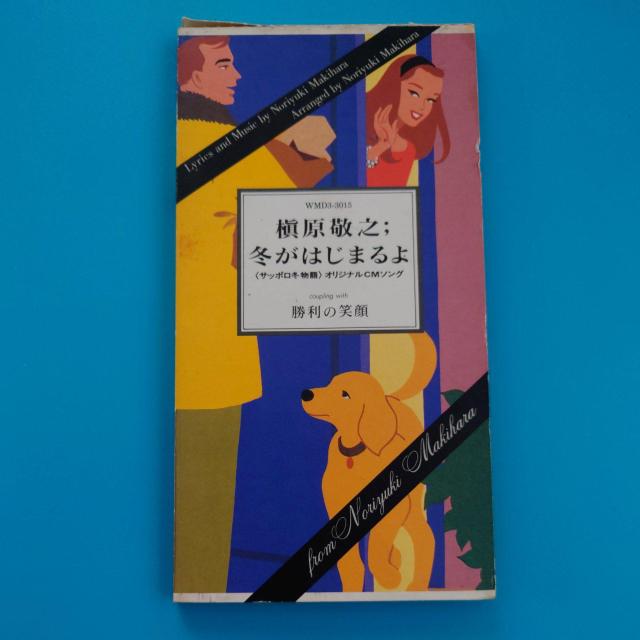 Lyrics and Music by Noriyuki Makihara
Arranged by Noriyuki Makihara
WMD3-3015
槇原敬之;
冬がはじまるよ
〈サッポロ冬物語〉オリジナルCMソング
coupling with
勝利の笑顔
from Noriyuki Makihara